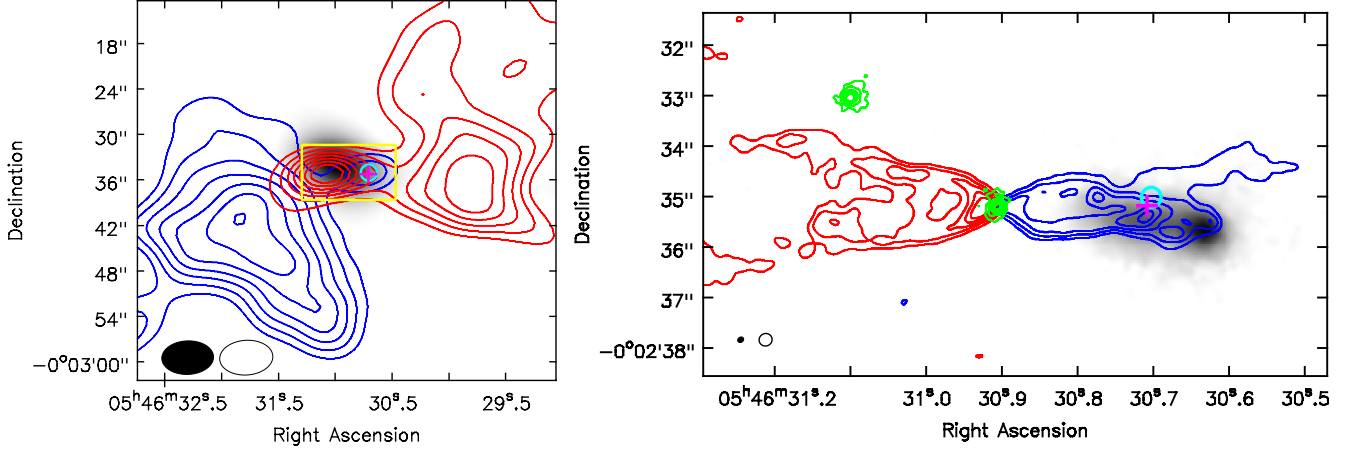 Declination
18"
24"
30"
36"
42"
48"
54"
−0°03'00"
05ʰ46ᵐ32ˢ.5
31ˢ.5
30ˢ.5
29ˢ.5
Right Ascension
Declination
32"
33"
34"
35"
36"
37"
−0°02'38"
05ʰ46ᵐ31ˢ.2
31ˢ.0
30ˢ.9
30ˢ.8
30ˢ.7
30ˢ.6
30ˢ.5
Right Ascension